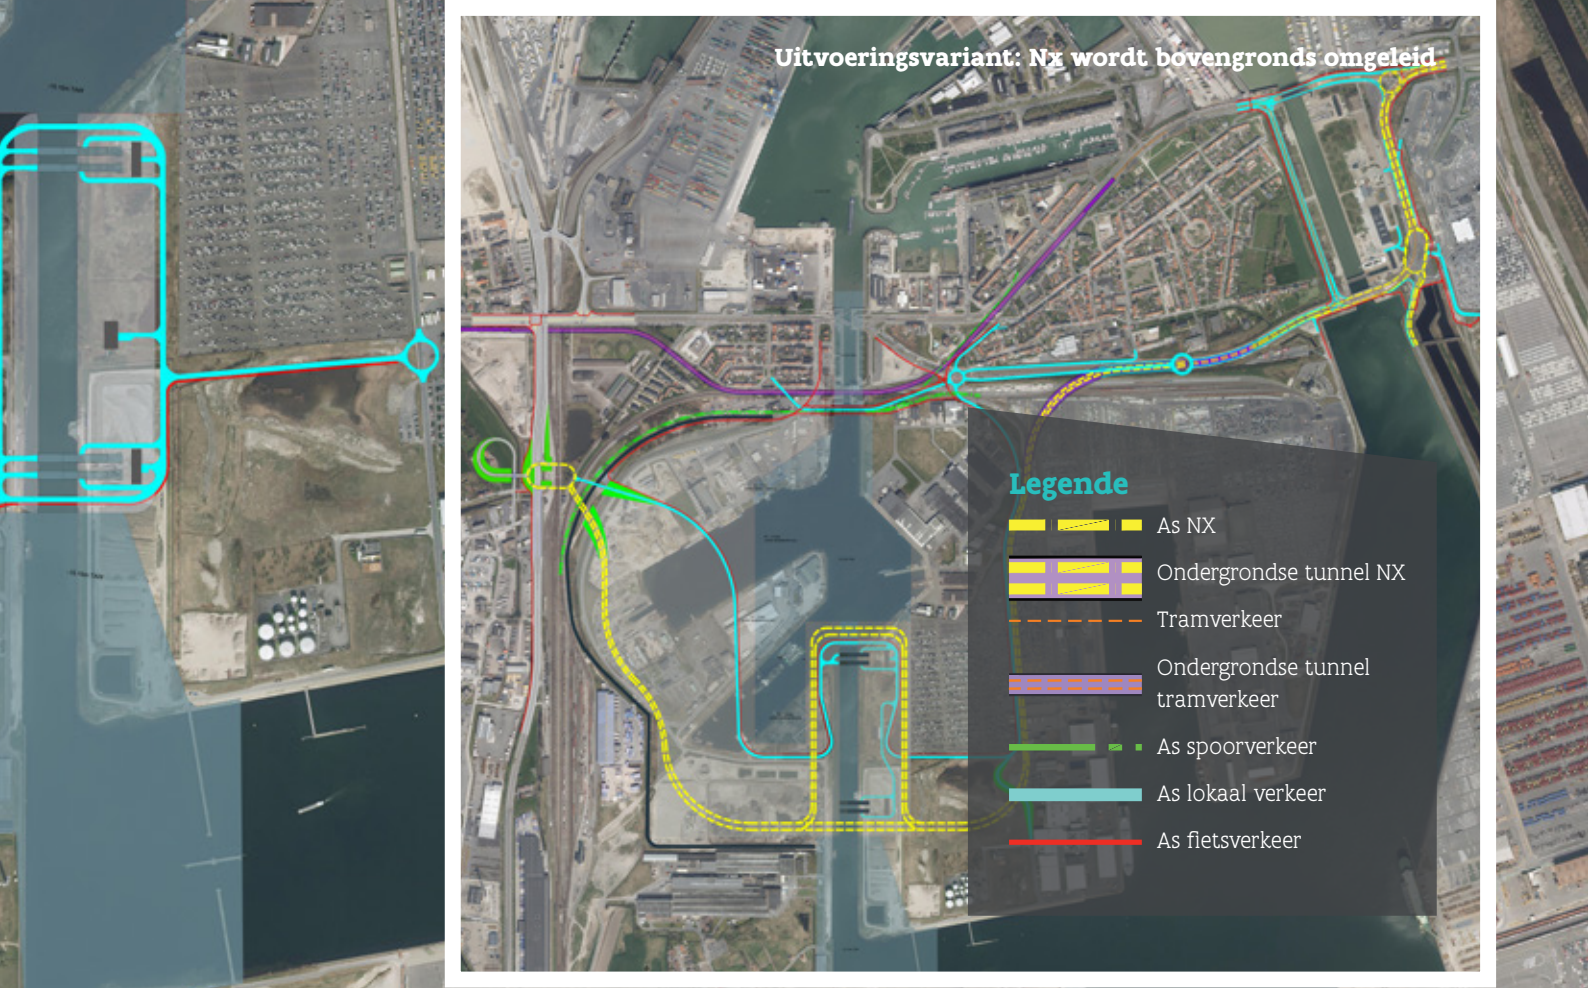 Uitvoeringsvariant: Nx wordt bovengronds omgeleid
Legende
As NX
Ondergrondse tunnel NX
Tramverkeer
Ondergrondse tunnel
tramverkeer
As spoorverkeer
As lokaal verkeer
As fietsverkeer